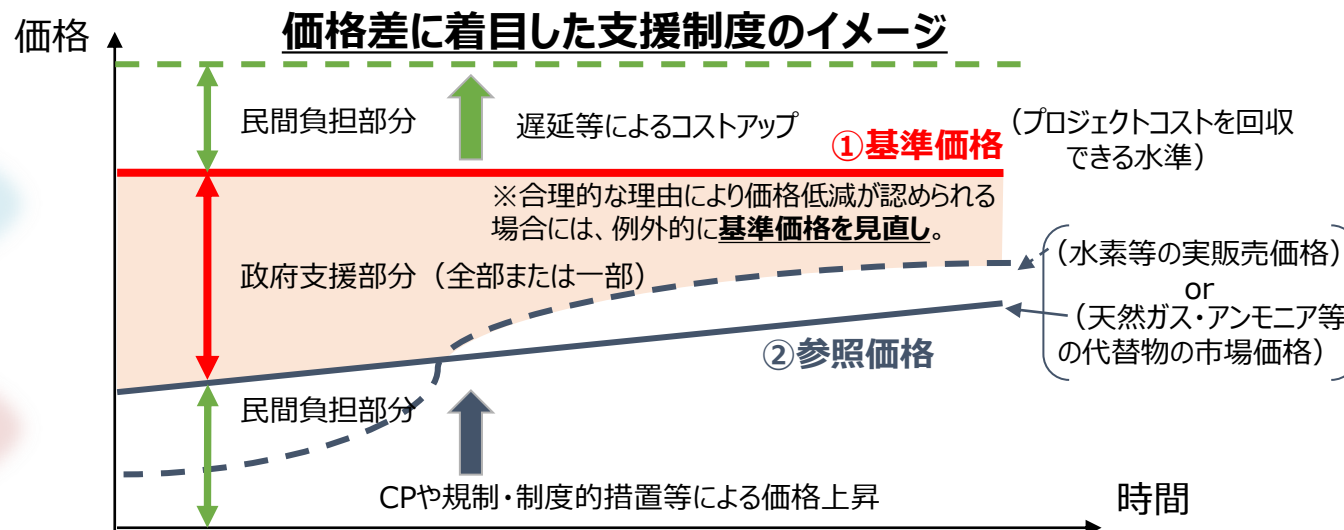 価格差に着目した支援制度のイメージ
価格
民間負担部分
遅延等によるコストアップ
①基準価格
（プロジェクトコストを回収
できる水準）
※合理的な理由により価格低減が認められる
場合には、例外的に基準価格を見直し。
政府支援部分（全部または一部）
（水素等の実販売価格）
or
（天然ガス・アンモニア等
の代替物の市場価格）
②参照価格
民間負担部分
CPや規制・制度的措置等による価格上昇
時間